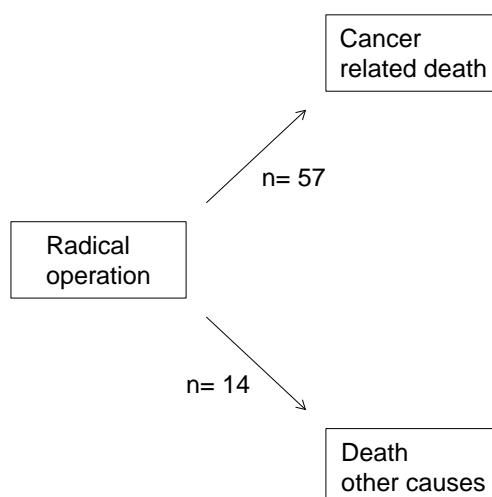 Cancer
related death
n= 57
Radical
operation
n= 14
Death
other causes